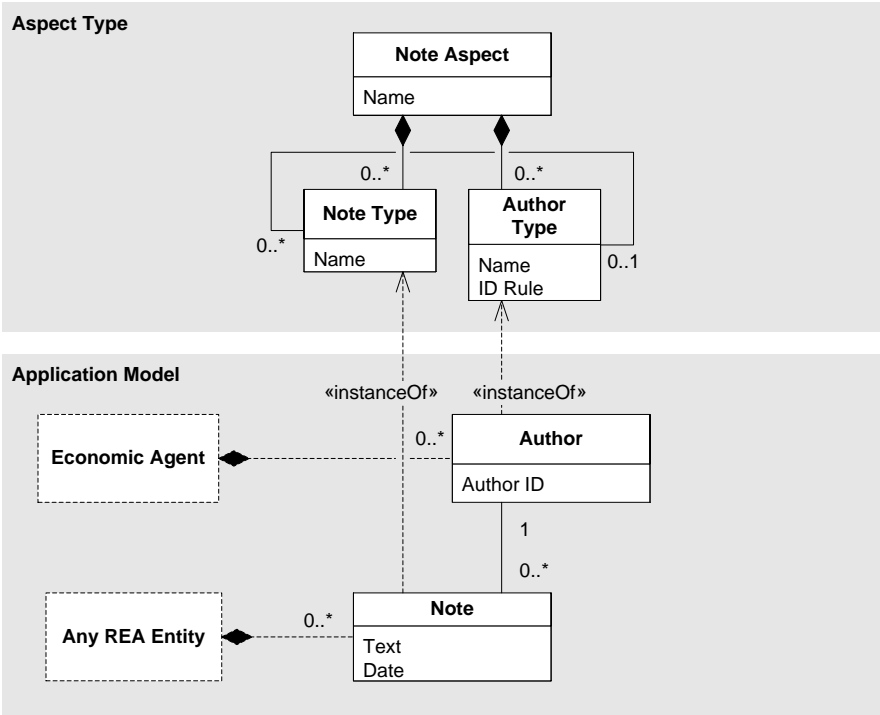 Aspect Type
Note Aspect
Name
0..*
0..*
Note Type
Name
0..*
Author
Type
Name
ID Rule
0..1
Application Model
«instanceOf»
«instanceOf»
Economic Agent
0..*
Author
Author ID
1
0..*
Any REA Entity
0..*
Note
Text
Date